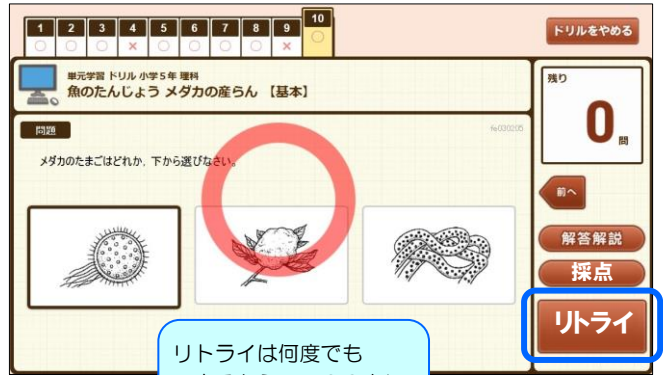 1 2 3 4 5 6 7 8 9 10
○ ○ ○ × ○ ○ ○ ○ × ○
ドリルをやめる
単元学習 ドリル 小学5年 理科
魚のたんじょう メダカの産らん 【基本】
残り
0問
問題
メダカのたまごはどれか，下から選びなさい。
前へ
解答解説
採点
リトライ
リトライは何度でも